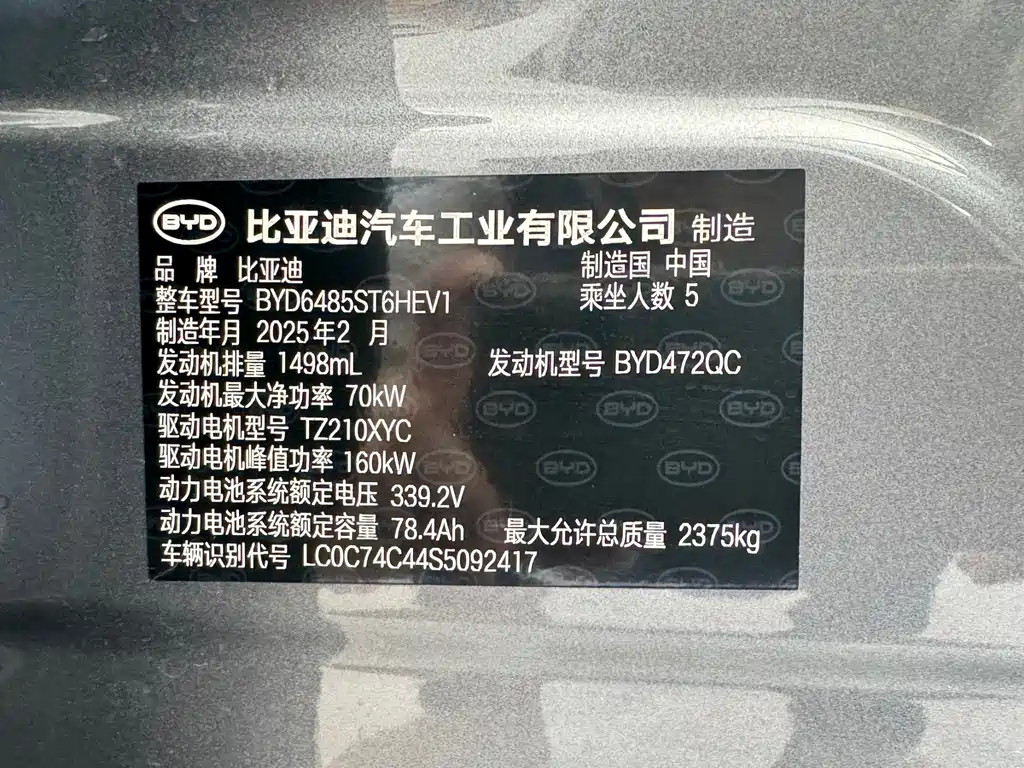 BYD 比亚迪汽车工业有限公司 制造
品 牌 比亚迪 制造国 中国
整车型号 BYD6485ST6HEV1 乘坐人数 5
制造年月 2025年2 月
发动机排量 1498mL 发动机型号 BYD472QC
发动机最大净功率 70kW
驱动电机型号 TZ210XYC
驱动电机峰值功率 160kW
动力电池系统额定电压 339.2V
动力电池系统额定容量 78.4Ah 最大允许总质量 2375kg
车辆识别代号 LC0C74C44S5092417